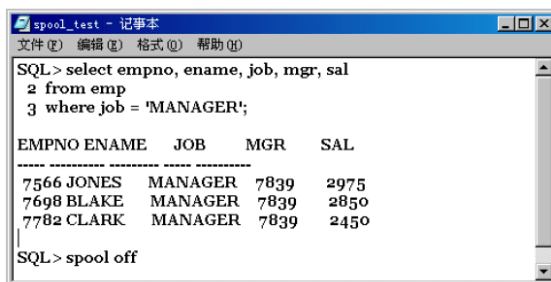 spool_test - 记事本
文件(F) 编辑(E) 格式(O) 帮助(H)
SQL> select empno, ename, job, mgr, sal
2 from emp
3 where job = 'MANAGER';
EMPNO ENAME JOB MGR SAL
----- ---------- --------- ----- ----------
7566 JONES MANAGER 7839 2975
7698 BLAKE MANAGER 7839 2850
7782 CLARK MANAGER 7839 2450
SQL> spool off